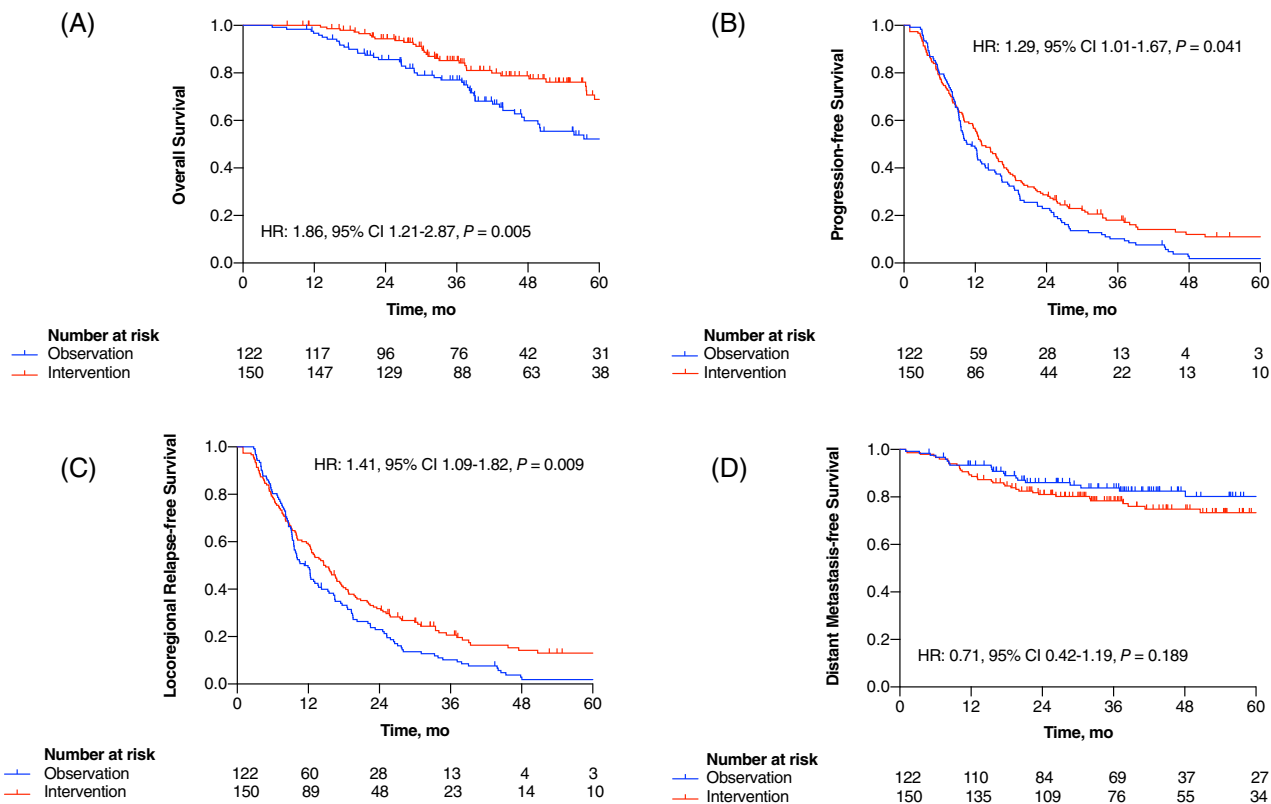 (A)
1.0
0.8
0.6
0.4
0.2
0.0
Overall Survival
HR: 1.86, 95% CI 1.21-2.87, P = 0.005
0 12 24 36 48 60
Time, mo
Number at risk
Observation 122 117 96 76 42 31
Intervention 150 147 129 88 63 38
(B)
1.0
0.8
0.6
0.4
0.2
0.0
Progression-free Survival
HR: 1.29, 95% CI 1.01-1.67, P = 0.041
0 12 24 36 48 60
Time, mo
Number at risk
Observation 122 59 28 13 4 3
Intervention 150 86 44 22 13 10
(C)
1.0
0.8
0.6
0.4
0.2
0.0
Locoregional Relapse-free Survival
HR: 1.41, 95% CI 1.09-1.82, P = 0.009
0 12 24 36 48 60
Time, mo
Number at risk
Observation 122 60 28 13 4 3
Intervention 150 89 48 23 14 10
(D)
1.0
0.8
0.6
0.4
0.2
0.0
Distant Metastasis-free Survival
HR: 0.71, 95% CI 0.42-1.19, P = 0.189
0 12 24 36 48 60
Time, mo
Number at risk
Observation 122 110 84 69 37 27
Intervention 150 135 109 76 55 34